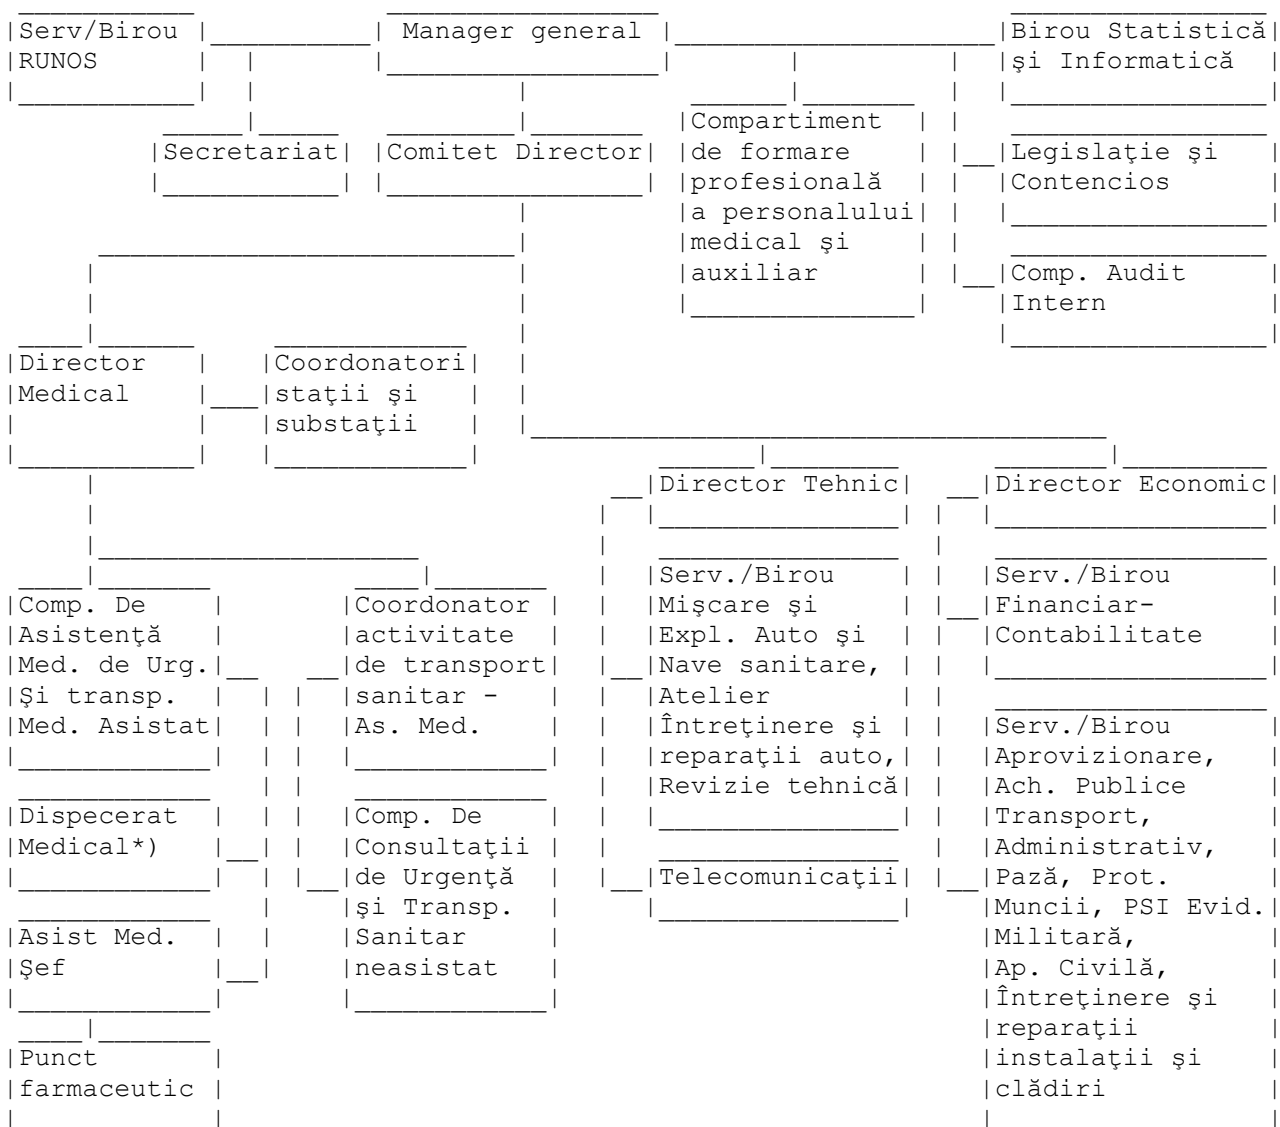 Serv/Birou
RUNOS
Manager general
Birou Statistică
şi Informatică
Secretariat
Comitet Director
Compartiment
de formare
profesională
a personalului
medical şi
auxiliar
Legislaţie şi
Contencios
Comp. Audit
Intern
Director
Medical
Coordonatori
staţii şi
substaţii
Director Tehnic
Director Economic
Comp. De
Asistenţă
Med. de Urg.
Şi transp.
Med. Asistat
Coordonator
activitate
de transport
sanitar -
As. Med.
Serv./Birou
Mişcare şi
Expl. Auto şi
Nave sanitare,
Atelier
Întreţinere şi
reparaţii auto,
Revizie tehnică
Serv./Birou
Financiar-
Contabilitate
Dispecerat
Medical*)
Comp. De
Consultaţii
de Urgenţă
şi Transp.
Sanitar
neasistat
Telecomunicaţii
Serv./Birou
Aprovizionare,
Ach. Publice
Transport,
Administrativ,
Pază, Prot.
Muncii, PSI Evid.
Militară,
Ap. Civilă,
Întreţinere şi
reparaţii
instalaţii şi
clădiri
Asist Med.
Şef
Punct
farmaceutic